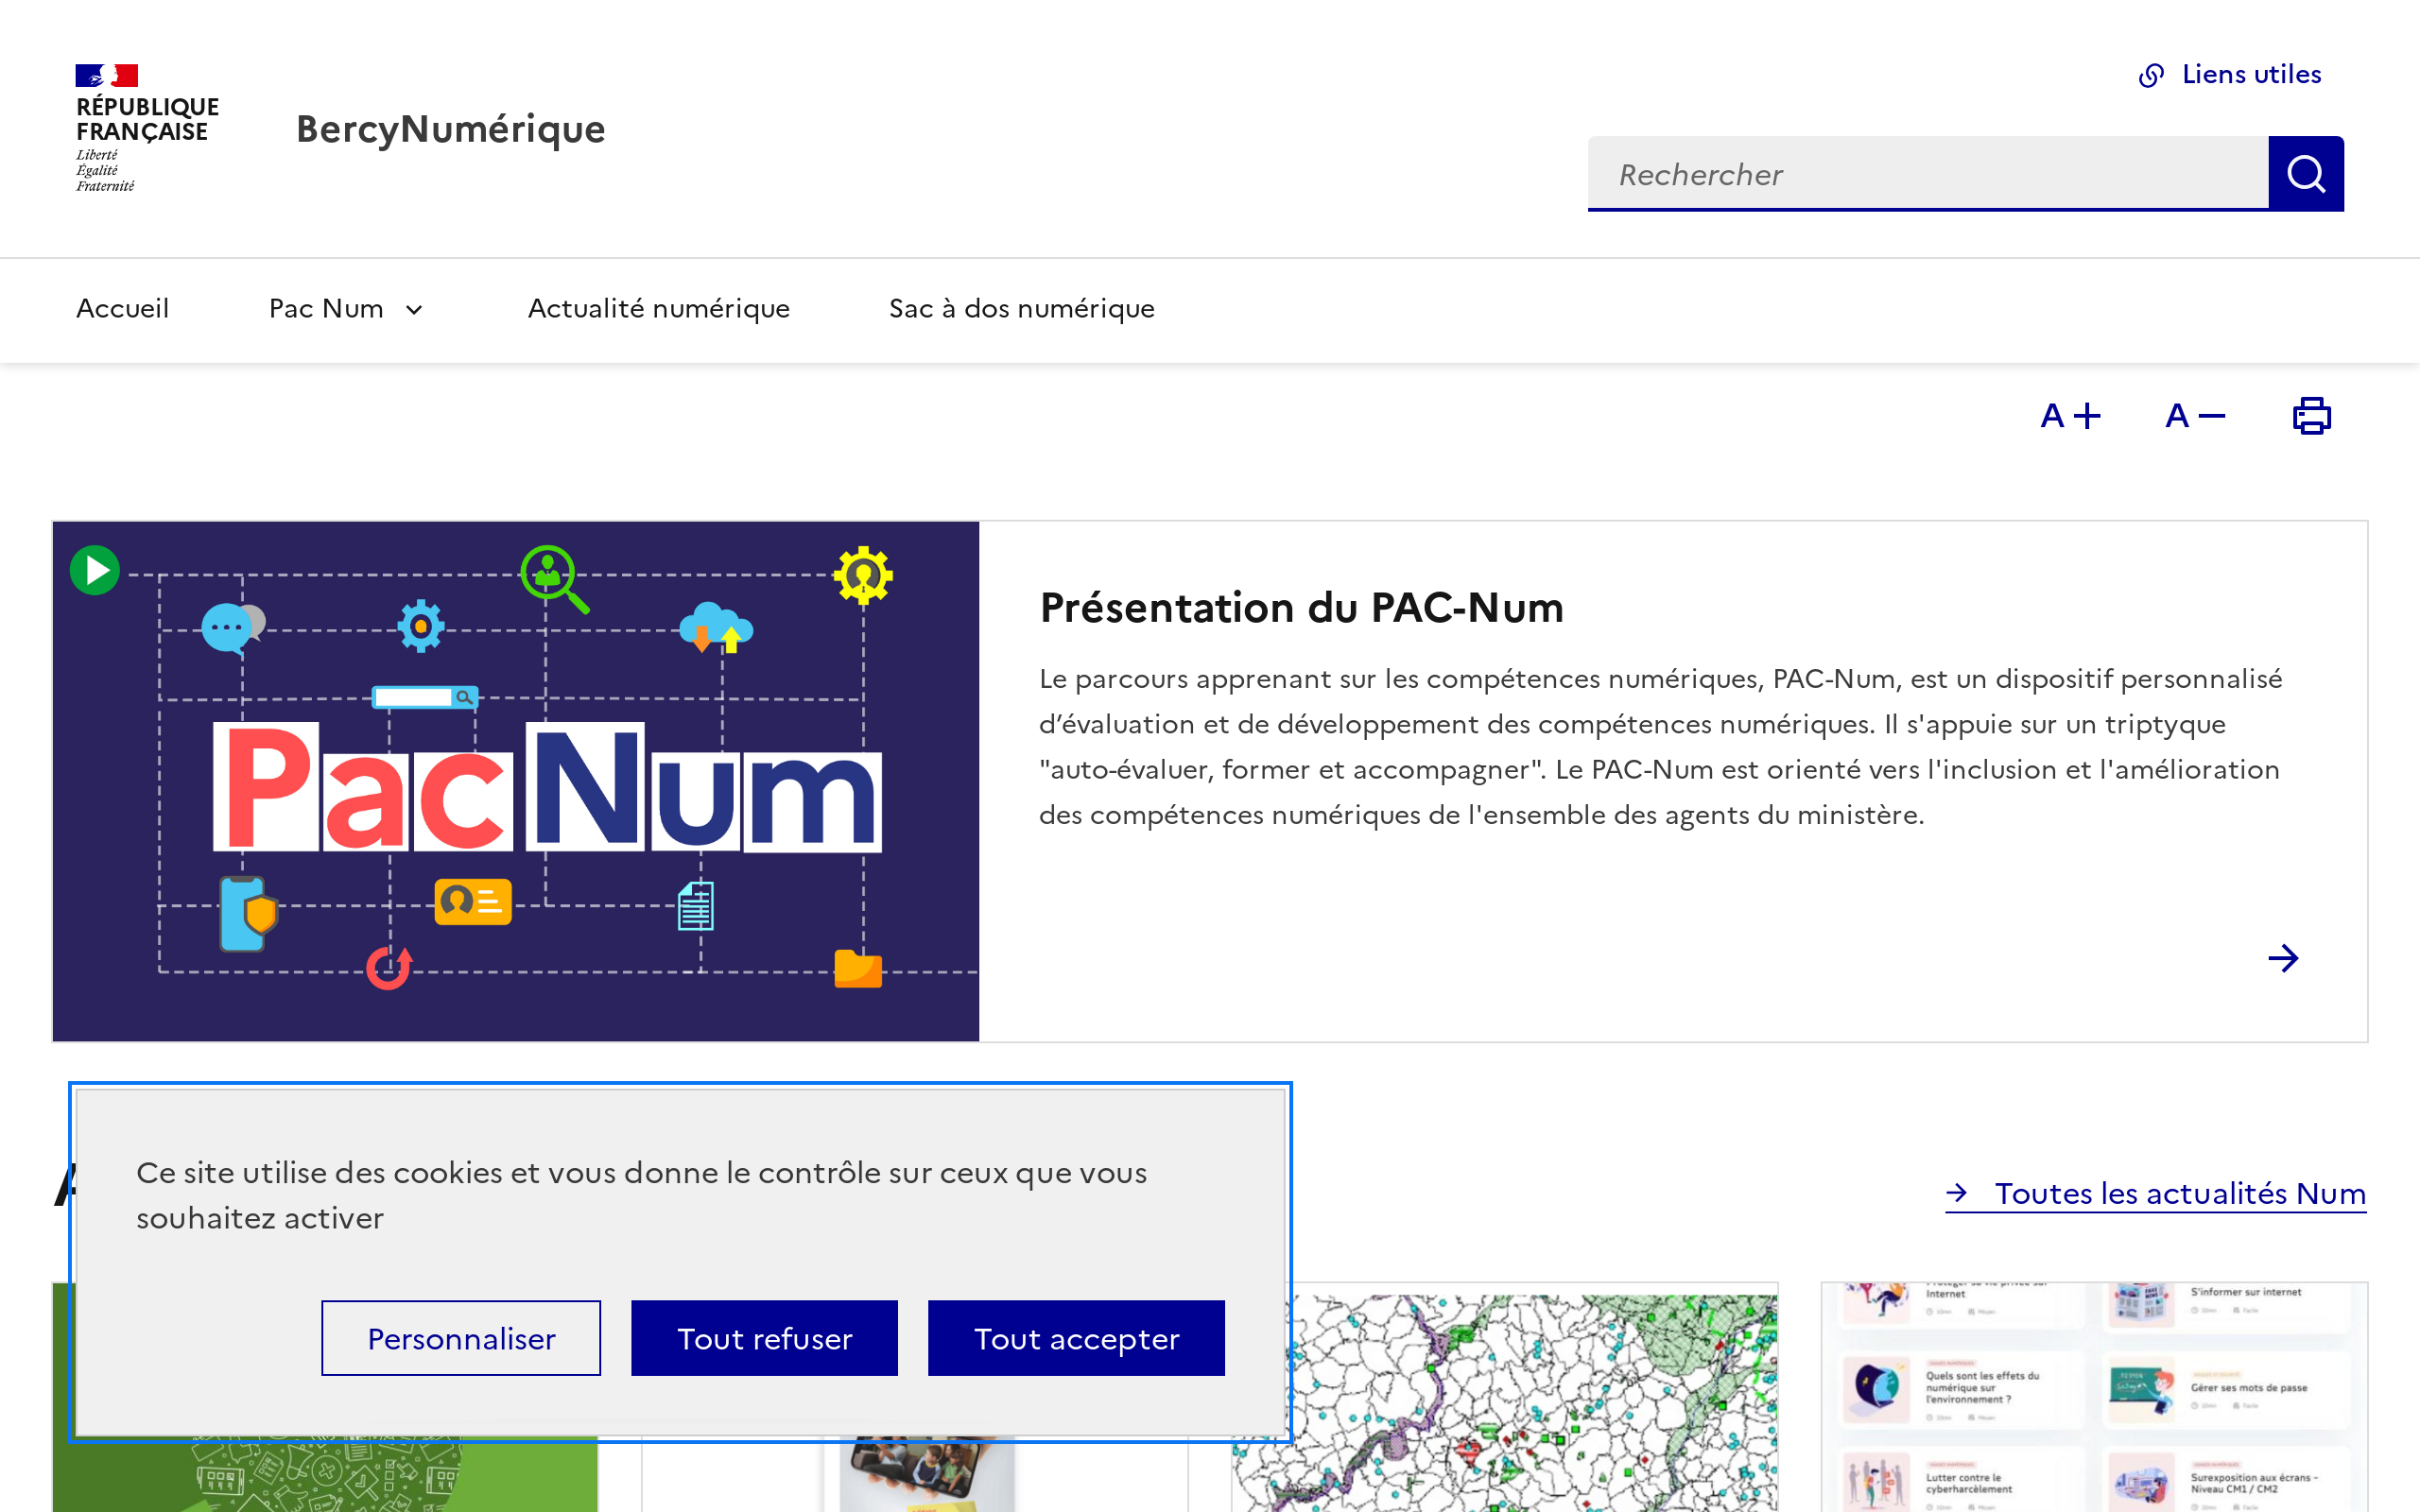 RÉPUBLIQUE
FRANÇAISE
Liberté
Égalité
Fraternité
BercyNumérique
Liens utiles
Rechercher
Accueil
Pac Num
Actualité numérique
Sac à dos numérique
A+
A−
Pac Num
Présentation du PAC-Num
Le parcours apprenant sur les compétences numériques, PAC-Num, est un dispositif personnalisé
d’évaluation et de développement des compétences numériques. Il s'appuie sur un triptyque
"auto-évaluer, former et accompagner". Le PAC-Num est orienté vers l'inclusion et l'amélioration
des compétences numériques de l'ensemble des agents du ministère.
Ce site utilise des cookies et vous donne le contrôle sur ceux que vous
souhaitez activer
Personnaliser
Tout refuser
Tout accepter
Toutes les actualités Num
Internet
S'informer sur internet
Quels sont les effets du
numérique sur
l'environnement ?
Gérer ses mots de passe
Lutter contre le
cyberharcèlement
Surexposition aux écrans -
Niveau CM1 / CM2